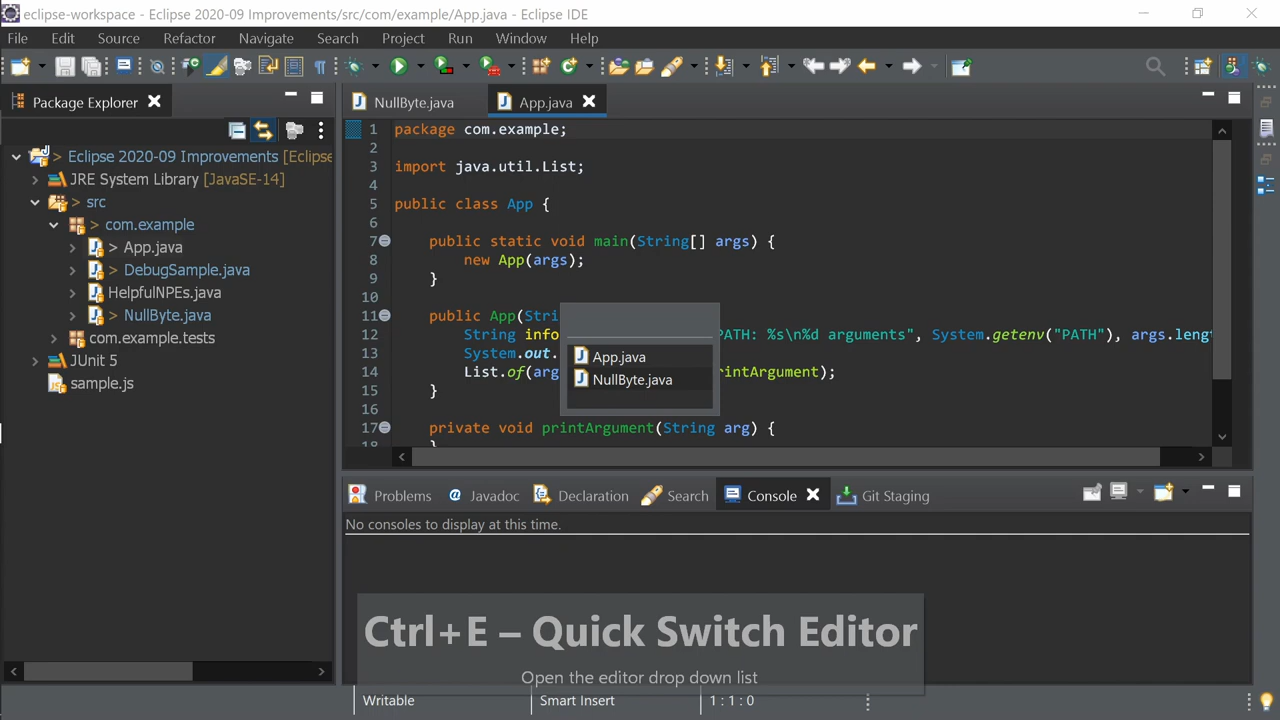 eclipse-workspace - Eclipse 2020-09 Improvements/src/com/example/App.java - Eclipse IDE
File Edit Source Refactor Navigate Search Project Run Window Help
Package Explorer
> Eclipse 2020-09 Improvements [Eclipse
JRE System Library [JavaSE-14]
> src
> com.example
> App.java
> DebugSample.java
HelpfulNPEs.java
> NullByte.java
com.example.tests
JUnit 5
sample.js
NullByte.java App.java
1 package com.example;
2
3 import java.util.List;
4
5 public class App {
6
7 public static void main(String[] args) {
8 new App(args);
9 }
10
11 public App(Stri
12 String info PATH: %s\n%d arguments", System.getenv("PATH"), args.lengt
13 System.out.
14 List.of(arg rintArgument);
15 }
16
17 private void printArgument(String arg) {
18 }
App.java
NullByte.java
Problems @ Javadoc Declaration Search Console Git Staging
No consoles to display at this time.
Ctrl+E – Quick Switch Editor
Open the editor drop down list
Writable Smart Insert 1 : 1 : 0